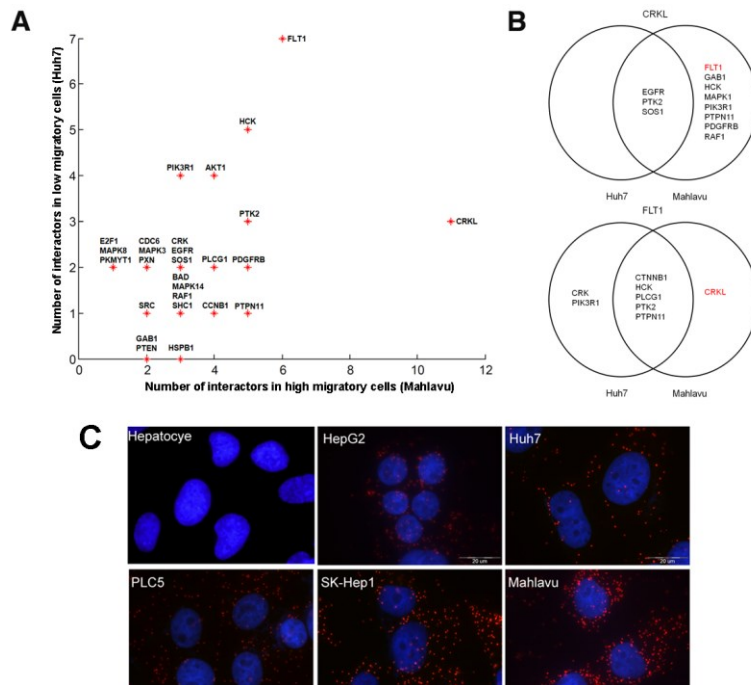 A
Number of interactors in low migratory cells (Huh7)
7
6
5
4
3
2
1
0
FLT1
HCK
PIK3R1
AKT1
PTK2
CRKL
E2F1
MAPK8
PKMYT1
CDC6
MAPK3
PXN
CRK
EGFR
SOS1
PLCG1
PDGFRB
BAD
MAPK14
RAF1
SHC1
SRC
CCNB1
PTPN11
GAB1
PTEN
HSPB1
0 2 4 6 8 10 12
Number of interactors in high migratory cells (Mahlavu)
B
CRKL
EGFR
PTK2
SOS1
FLT1
GAB1
HCK
MAPK1
PIK3R1
PTPN11
PDGFRB
RAF1
Huh7 Mahlavu
FLT1
CRK
PIK3R1
CTNNB1
HCK
PLCG1
PTK2
PTPN11
CRKL
Huh7 Mahlavu
C
Hepatocye
HepG2
20 um
Huh7
20 um
PLC5
SK-Hep1
Mahlavu